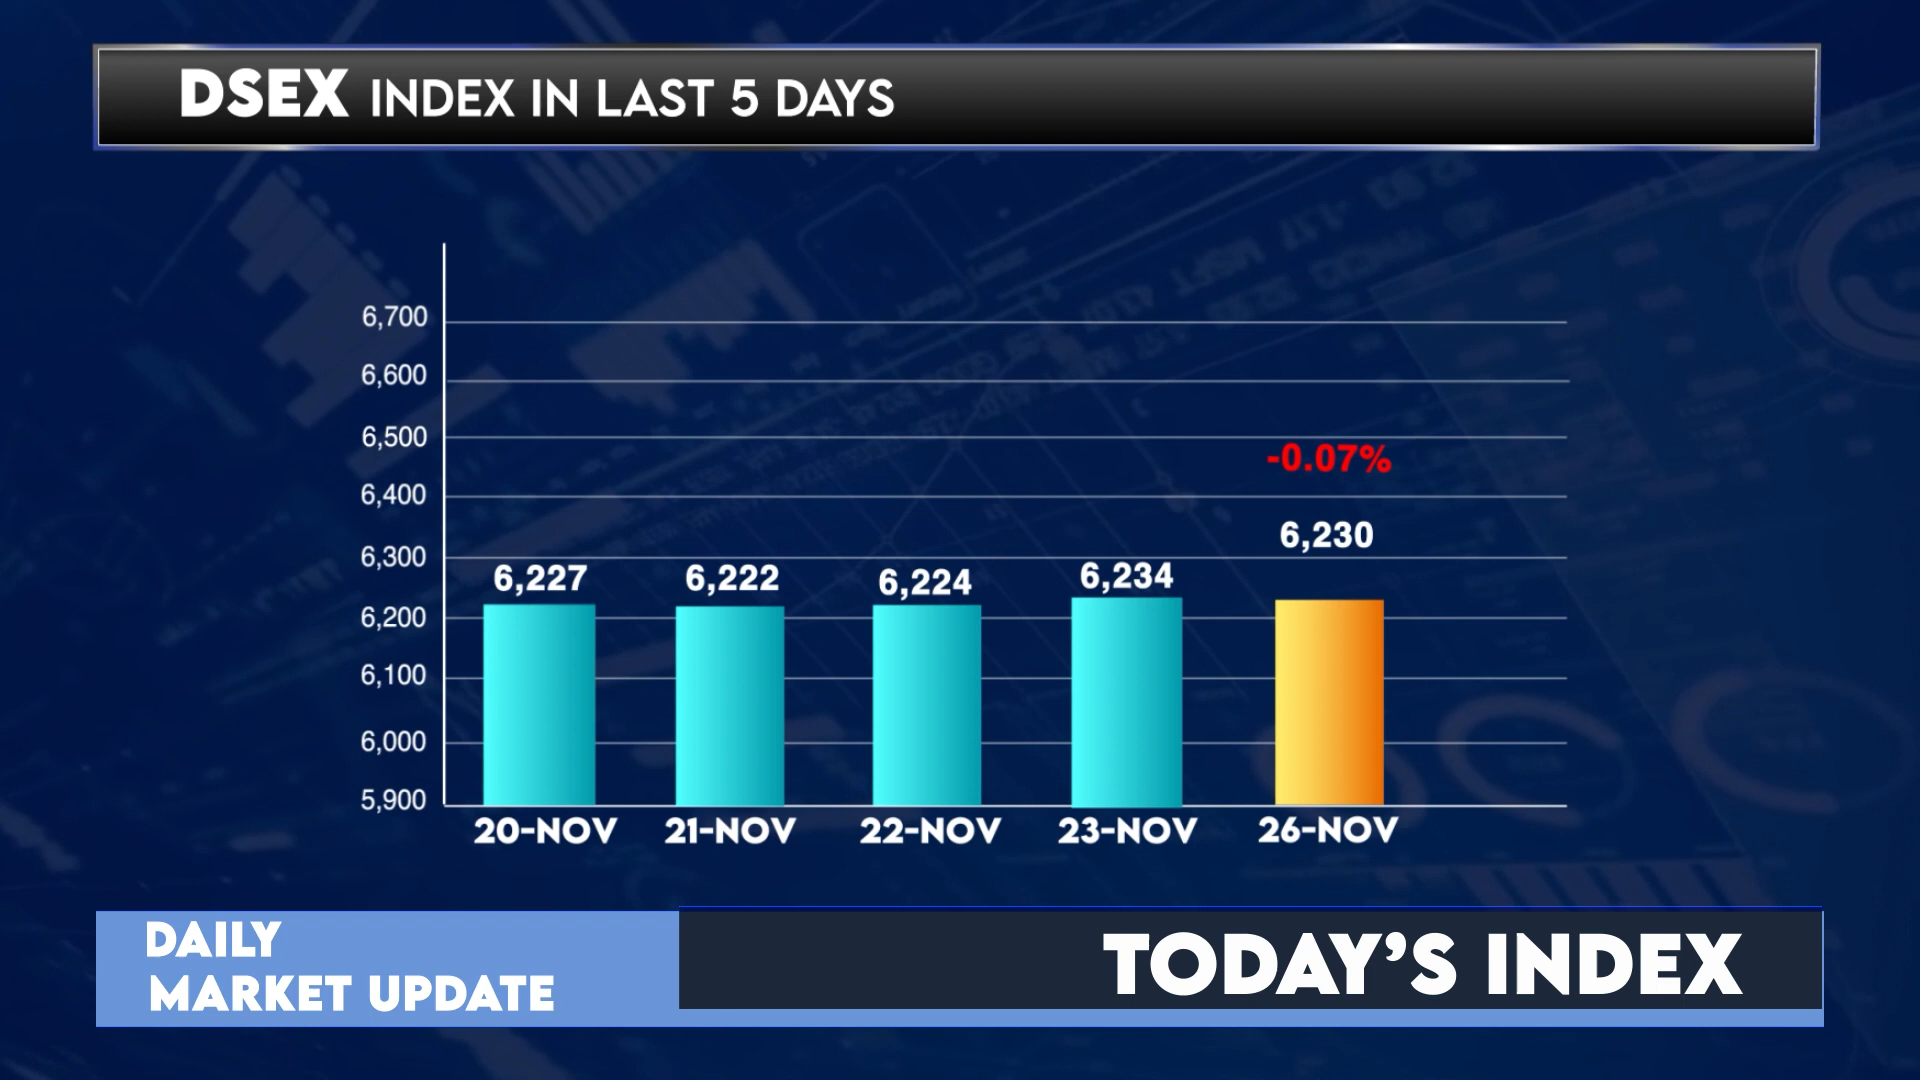 DSEX INDEX IN LAST 5 DAYS
6,700
6,600
6,500
-0.07%
6,400
6,230
6,300
6,227 6,222 6,224 6,234
6,200
6,100
6,000
5,900
20-NOV 21-NOV 22-NOV 23-NOV 26-NOV
DAILY
MARKET UPDATE
TODAY'S INDEX